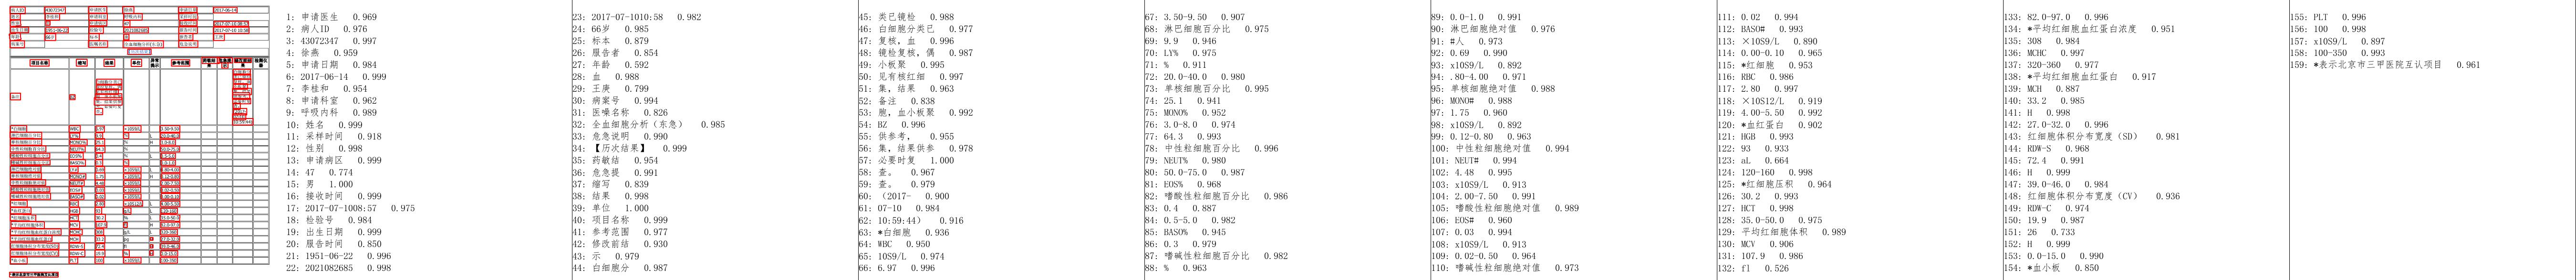 1: 申请医生 0.969
2: 病人ID 0.976
3: 43072347 0.997
4: 徐燕 0.959
5: 申请日期 0.984
6: 2017-06-14 0.999
7: 李桂和 0.954
8: 申请科室 0.962
9: 呼吸内科 0.989
10: 姓名 0.999
11: 采样时间 0.918
12: 性别 0.998
13: 申请病区 0.999
14: 47 0.774
15: 男 1.000
16: 接收时间 0.999
17: 2017-07-1008:57 0.975
18: 检验号 0.984
19: 出生日期 0.999
20: 服告时间 0.850
21: 1951-06-22 0.996
22: 2021082685 0.998
23: 2017-07-1010:58 0.982
24: 66岁 0.985
25: 标本 0.879
26: 服告者 0.854
27: 年龄 0.592
28: 血 0.988
29: 王庚 0.799
30: 病案号 0.994
31: 医嗓名称 0.826
32: 全血细胞分析（东急） 0.985
33: 危急说明 0.990
34: 【历次结果】 0.999
35: 药敏结 0.954
36: 危急提 0.991
37: 缩写 0.839
38: 结果 0.998
39: 单位 1.000
40: 项目名称 0.999
41: 参考范围 0.977
42: 修改前结 0.930
43: 示 0.979
44: 白细胞分 0.987
45: 类已镜检 0.988
46: 白细胞分类已 0.977
47: 复核，血 0.996
48: 镜检复核，偶 0.987
49: 小板聚 0.995
50: 见有核红细 0.997
51: 集，结果 0.963
52: 备注 0.838
53: 胞，血小板聚 0.992
54: BZ 0.996
55: 供参考， 0.955
56: 集，结果供参 0.978
57: 必要时复 1.000
58: 查。 0.967
59: 查。 0.979
60: （2017- 0.900
61: 07-10 0.984
62: 10:59:44） 0.916
63: *白细胞 0.936
64: WBC 0.950
65: 10S9/L 0.974
66: 6.97 0.996
67: 3.50-9.50 0.907
68: 淋巴细胞百分比 0.975
69: 9.9 0.946
70: LY% 0.975
71: % 0.911
72: 20.0-40.0 0.980
73: 单核细胞百分比 0.995
74: 25.1 0.941
75: MONO% 0.952
76: 3.0-8.0 0.974
77: 64.3 0.993
78: 中性粒细胞百分比 0.996
79: NEUT% 0.980
80: 50.0-75.0 0.987
81: EOS% 0.968
82: 嗜酸性粒细胞百分比 0.986
83: 0.4 0.887
84: 0.5-5.0 0.982
85: BASO% 0.945
86: 0.3 0.979
87: 嗜碱性粒细胞百分比 0.982
88: % 0.963
89: 0.0-1.0 0.991
90: 淋巴细胞绝对值 0.976
91: #人 0.973
92: 0.69 0.990
93: x10S9/L 0.892
94: .80-4.00 0.971
95: 单核细胞绝对值 0.988
96: MONO# 0.988
97: 1.75 0.960
98: x10S9/L 0.892
99: 0.12-0.80 0.963
100: 中性粒细胞绝对值 0.994
101: NEUT# 0.994
102: 4.48 0.995
103: x10S9/L 0.913
104: 2.00-7.50 0.991
105: 嗜酸性粒细胞绝对值 0.989
106: EOS# 0.960
107: 0.03 0.994
108: x10S9/L 0.913
109: 0.02-0.50 0.964
110: 嗜碱性粒细胞绝对值 0.973
111: 0.02 0.994
112: BASO# 0.993
113: ×10S9/L 0.890
114: 0.00-0.10 0.965
115: *红细胞 0.953
116: RBC 0.986
117: 2.80 0.997
118: ×10S12/L 0.919
119: 4.00-5.50 0.992
120: *血红蛋白 0.902
121: HGB 0.993
122: 93 0.933
123: aL 0.664
124: 120-160 0.998
125: *红细胞压积 0.964
126: 30.2 0.993
127: HCT 0.998
128: 35.0-50.0 0.975
129: 平均红细胞体积 0.989
130: MCV 0.906
131: 107.9 0.986
132: fl 0.526
133: 82.0-97.0 0.996
134: *平均红细胞血红蛋白浓度 0.951
135: 308 0.984
136: MCHC 0.997
137: 320-360 0.977
138: *平均红细胞血红蛋白 0.917
139: MCH 0.887
140: 33.2 0.985
141: H 0.998
142: 27.0-32.0 0.996
143: 红细胞体积分布宽度（SD） 0.981
144: RDW-S 0.968
145: 72.4 0.991
146: H 0.999
147: 39.0-46.0 0.984
148: 红细胞体积分布宽度（CV） 0.936
149: RDW-C 0.974
150: 19.9 0.987
151: 26 0.733
152: H 0.999
153: 0.0-15.0 0.990
154: *血小板 0.850
155: PLT 0.996
156: 100 0.998
157: x10S9/L 0.897
158: 100-350 0.993
159: *表示北京市三甲医院互认项目 0.961